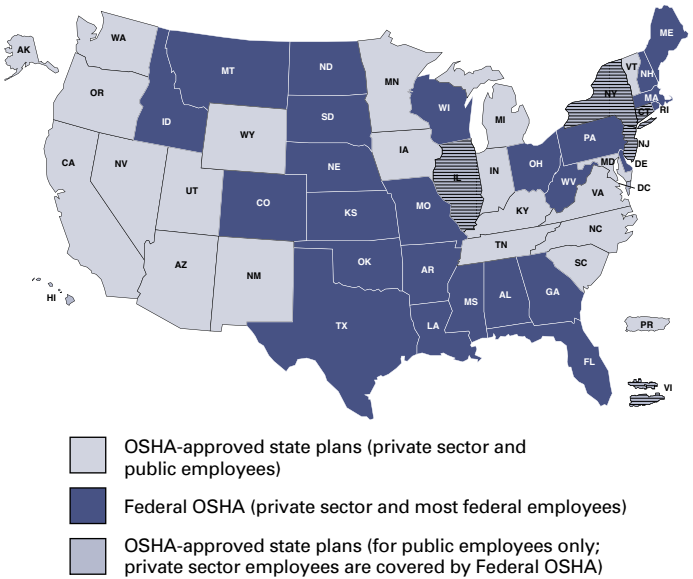 ME
WA
AK
VT
MT
ND
NH
MN
OR
NY
MA
WI
CT
RI
ID
SD
MI
WY
PA
NJ
IA
NE
OH
MD
DE
CA
NV
IL
IN
UT
WV
DC
CO
VA
KS
MO
KY
NC
TN
OK
AZ
NM
AR
SC
HI
MS
AL
GA
PR
TX
LA
FL
VI
OSHA-approved state plans (private sector and
public employees)
Federal OSHA (private sector and most federal employees)
OSHA-approved state plans (for public employees only;
private sector employees are covered by Federal OSHA)